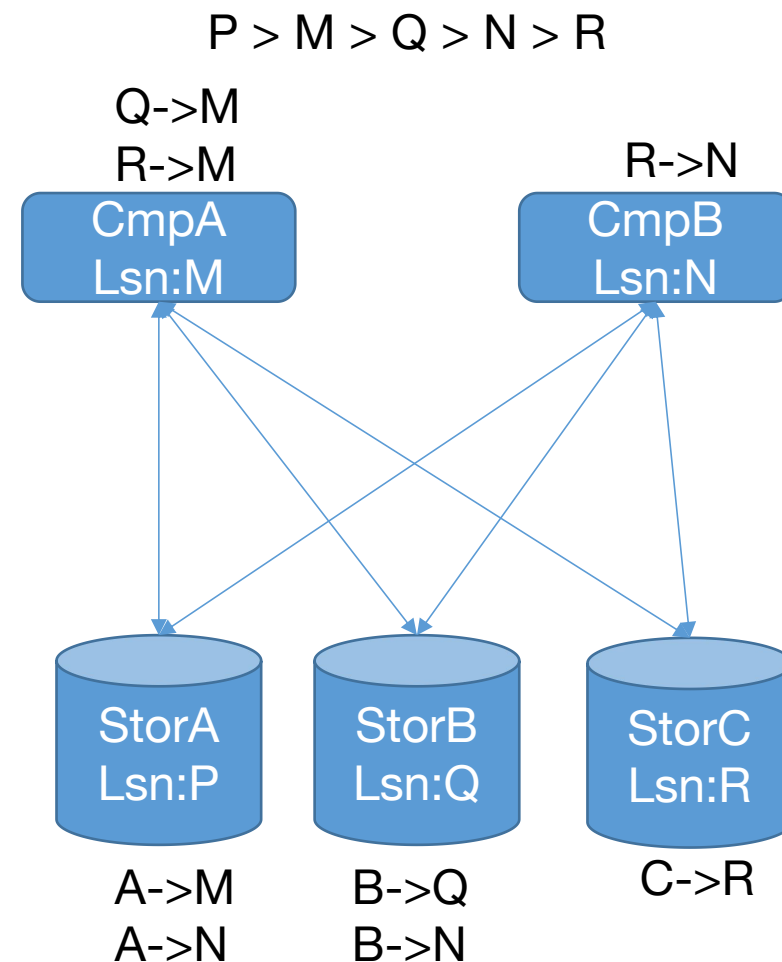 P > M > Q > N > R
Q->M
R->M
R->N
CmpA
Lsn:M
CmpB
Lsn:N
StorA
Lsn:P
StorB
Lsn:Q
StorC
Lsn:R
A->M
A->N
B->Q
B->N
C->R